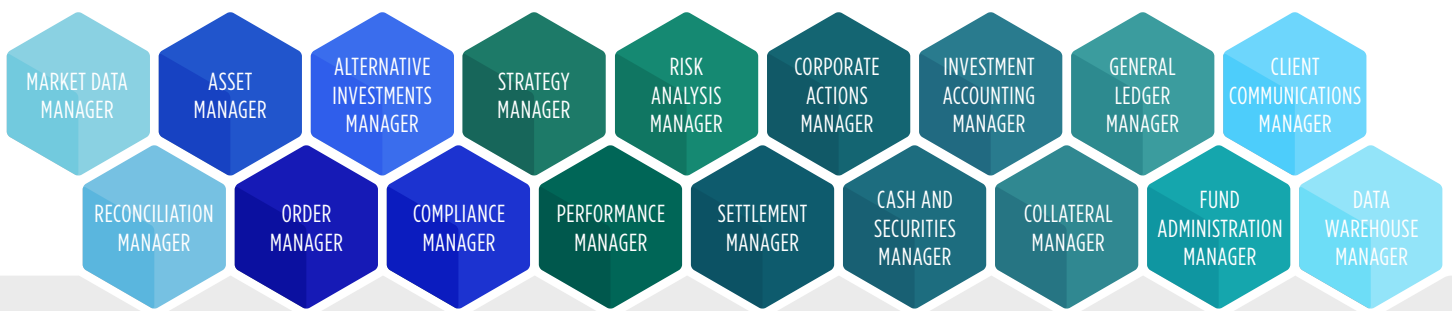 MARKET DATA
MANAGER
ASSET
MANAGER
ALTERNATIVE
INVESTMENTS
MANAGER
STRATEGY
MANAGER
RISK
ANALYSIS
MANAGER
CORPORATE
ACTIONS
MANAGER
INVESTMENT
ACCOUNTING
MANAGER
GENERAL
LEDGER
MANAGER
CLIENT
COMMUNICATIONS
MANAGER
RECONCILIATION
MANAGER
ORDER
MANAGER
COMPLIANCE
MANAGER
PERFORMANCE
MANAGER
SETTLEMENT
MANAGER
CASH AND
SECURITIES
MANAGER
COLLATERAL
MANAGER
FUND
ADMINISTRATION
MANAGER
DATA
WAREHOUSE
MANAGER